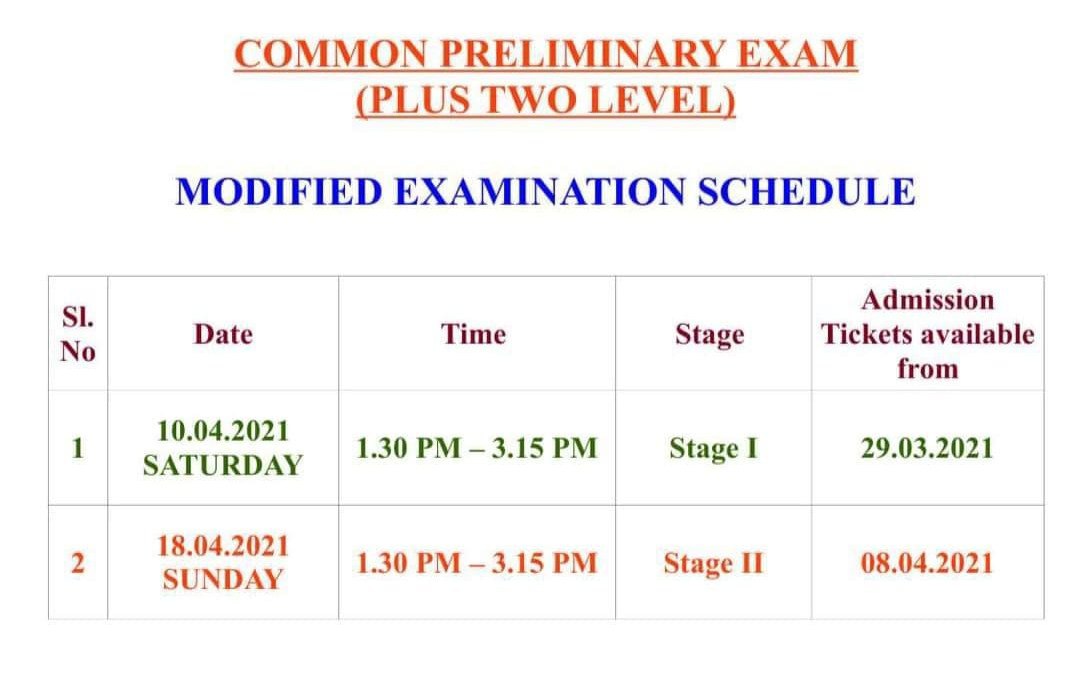 COMMON PRELIMINARY EXAM
(PLUS TWO LEVEL)
MODIFIED EXAMINATION SCHEDULE
Sl.
No
Date
Time
Stage
Admission
Tickets available
from
1
10.04.2021
SATURDAY
1.30 PM – 3.15 PM
Stage I
29.03.2021
2
18.04.2021
SUNDAY
1.30 PM – 3.15 PM
Stage II
08.04.2021